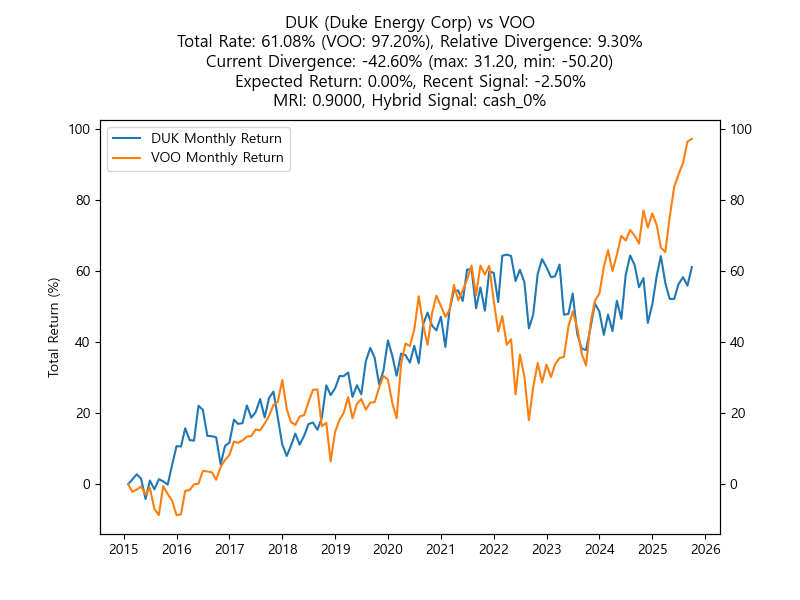 DUK (Duke Energy Corp) vs VOO
Total Rate: 61.08% (VOO: 97.20%), Relative Divergence: 9.30%
Current Divergence: -42.60% (max: 31.20, min: -50.20)
Expected Return: 0.00%, Recent Signal: -2.50%
MRI: 0.9000, Hybrid Signal: cash_0%
DUK Monthly Return
VOO Monthly Return
Total Return (%)
100
80
60
40
20
0
100
80
60
40
20
0
2015 2016 2017 2018 2019 2020 2021 2022 2023 2024 2025 2026